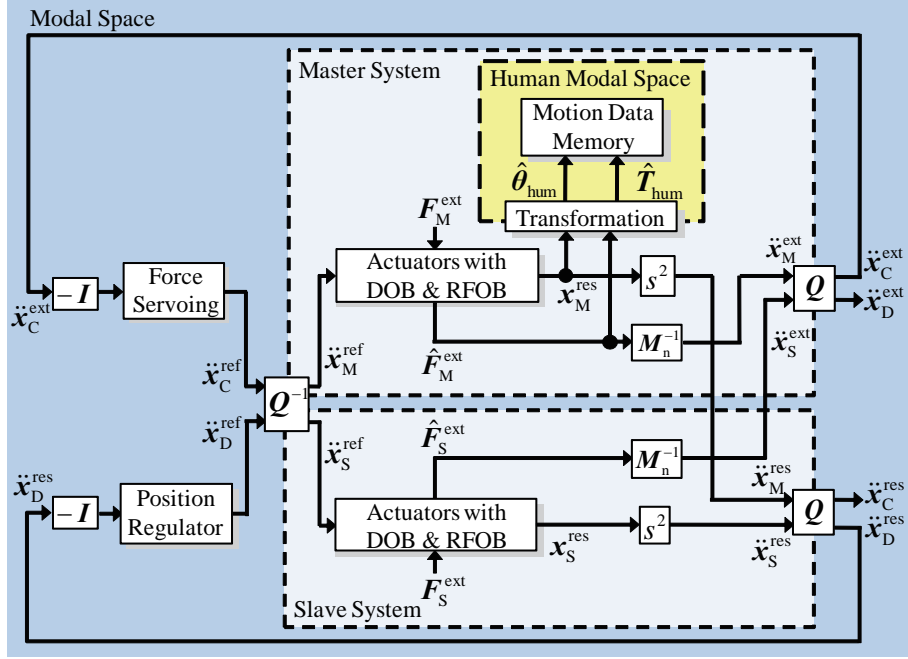 Modal Space
Master System
Human Modal Space
Motion Data
Memory
θ̂_hum
T̂_hum
Transformation
F_M^ext
Actuators with
DOB & RFOB
x_M^res
s²
ẍ_M^ext
Q
ẍ_C^ext
ẍ_D^ext
Force
Servoing
−I
ẍ_C^ext
ẍ_C^ref
ẍ_M^ref
F̂_M^ext
M_n^−1
ẍ_S^ext
Q^−1
ẍ_D^ref
ẍ_S^ref
F̂_S^ext
M_n^−1
ẍ_M^res
ẍ_D^res
−I
Position
Regulator
Actuators with
DOB & RFOB
x_S^res
s²
ẍ_S^res
Q
ẍ_C^res
ẍ_D^res
F_S^ext
Slave System